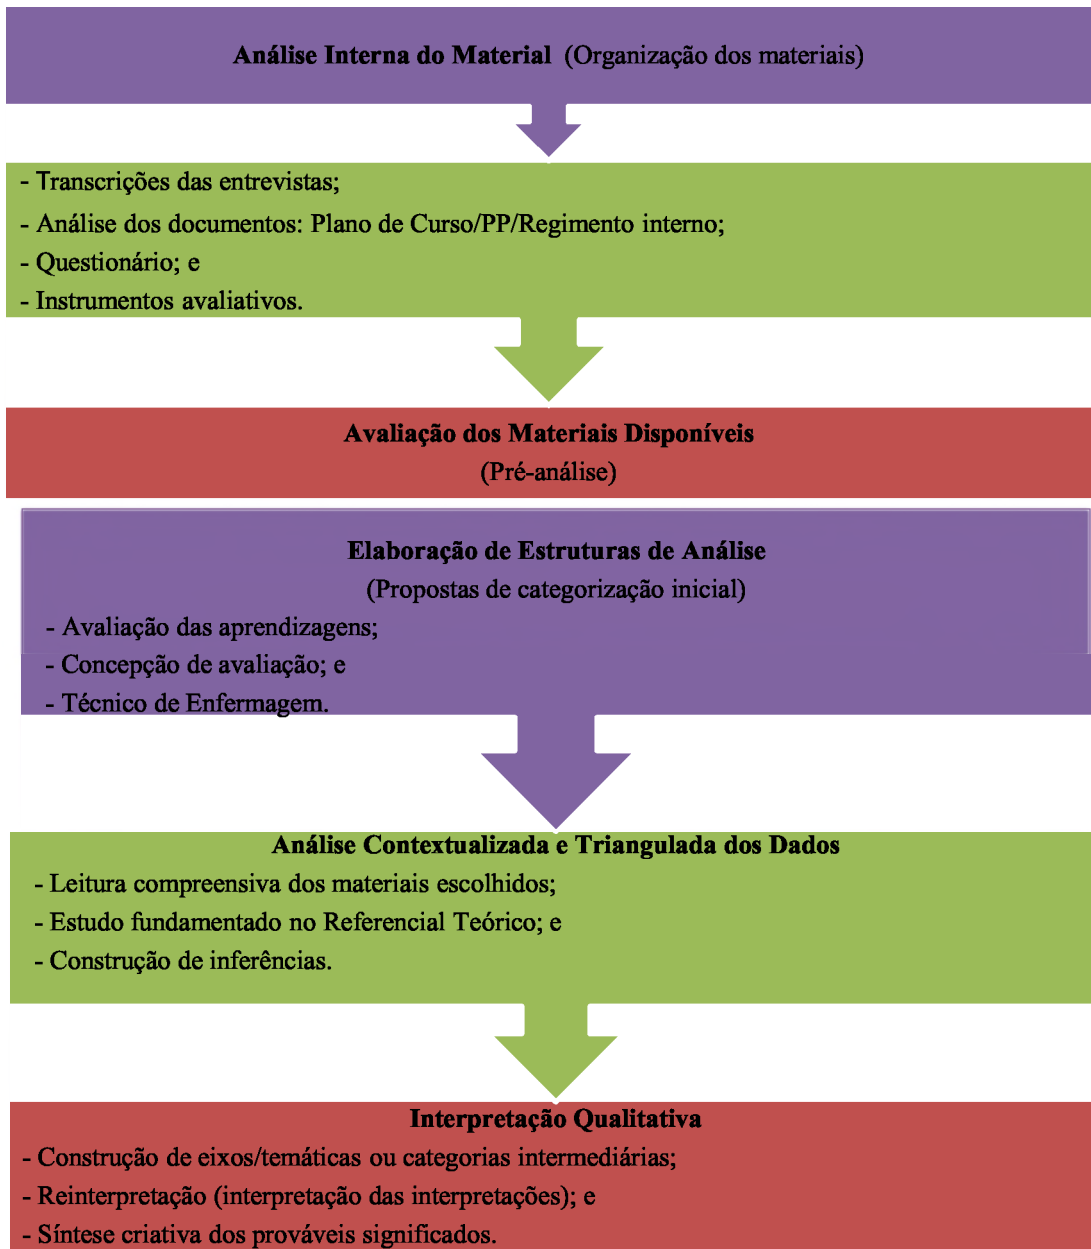 Análise Interna do Material (Organização dos materiais)
- Transcrições das entrevistas;
- Análise dos documentos: Plano de Curso/PP/Regimento interno;
- Questionário; e
- Instrumentos avaliativos.
Avaliação dos Materiais Disponíveis
(Pré-análise)
Elaboração de Estruturas de Análise
(Propostas de categorização inicial)
- Avaliação das aprendizagens;
- Concepção de avaliação; e
- Técnico de Enfermagem.
Análise Contextualizada e Triangulada dos Dados
- Leitura compreensiva dos materiais escolhidos;
- Estudo fundamentado no Referencial Teórico; e
- Construção de inferências.
Interpretação Qualitativa
- Construção de eixos/temáticas ou categorias intermediárias;
- Reinterpretação (interpretação das interpretações); e
- Síntese criativa dos prováveis significados.